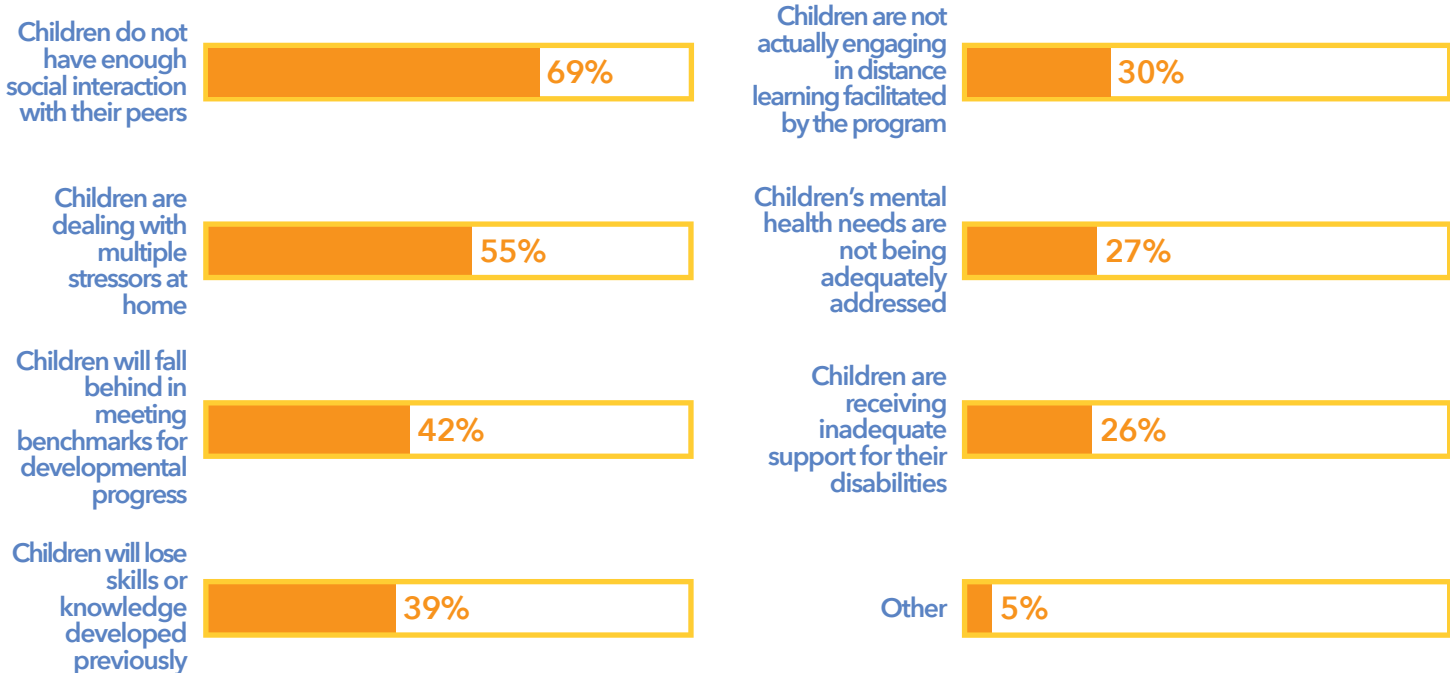 Children do not
have enough
social interaction
with their peers
69%
Children are
dealing with
multiple
stressors at
home
55%
Children will fall
behind in
meeting
benchmarks for
developmental
progress
42%
Children will lose
skills or
knowledge
developed
previously
39%
Children are not
actually engaging
in distance
learning facilitated
by the program
30%
Children’s mental
health needs are
not being
adequately
addressed
27%
Children are
receiving
inadequate
support for their
disabilities
26%
Other
5%